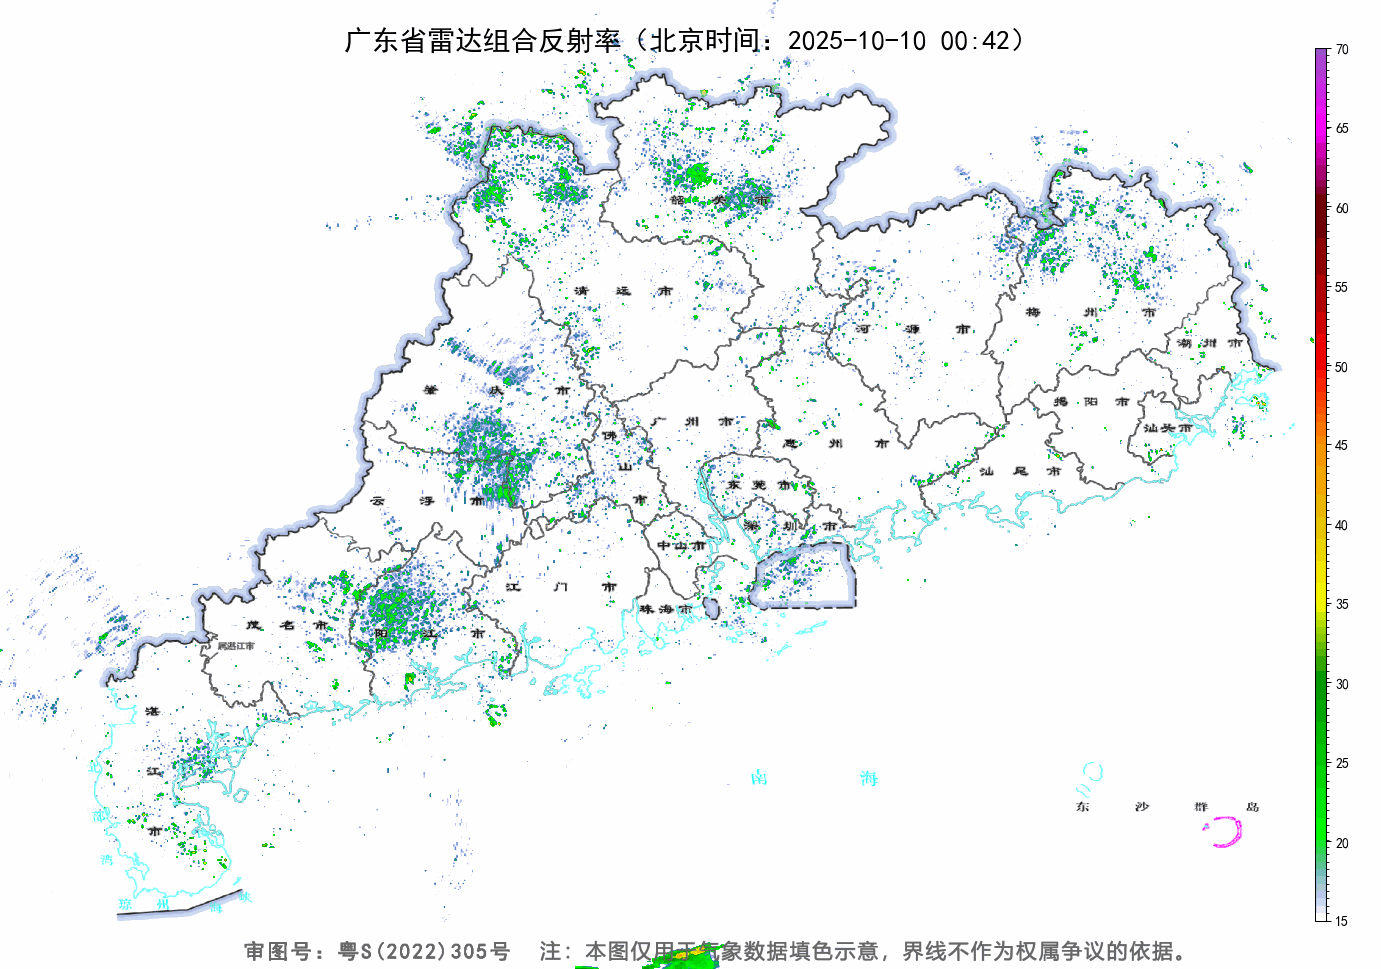 广东省雷达组合反射率（北京时间：2025-10-10 00:42）
70
65
60
55
50
45
40
35
30
25
20
15
韶关市
清远市
河源市
梅州市
潮州市
肇庆市
揭阳市
汕头市
广州市
佛山市
惠州市
汕尾市
东莞市
云浮市
深圳市
中山市
江门市
珠海市
茂名市
阳江市
属湛江市
湛江市
北部湾
琼州海峡
南海
东沙群岛
审图号：粤S(2022)305号 注：本图仅用于气象数据填色示意，界线不作为权属争议的依据。